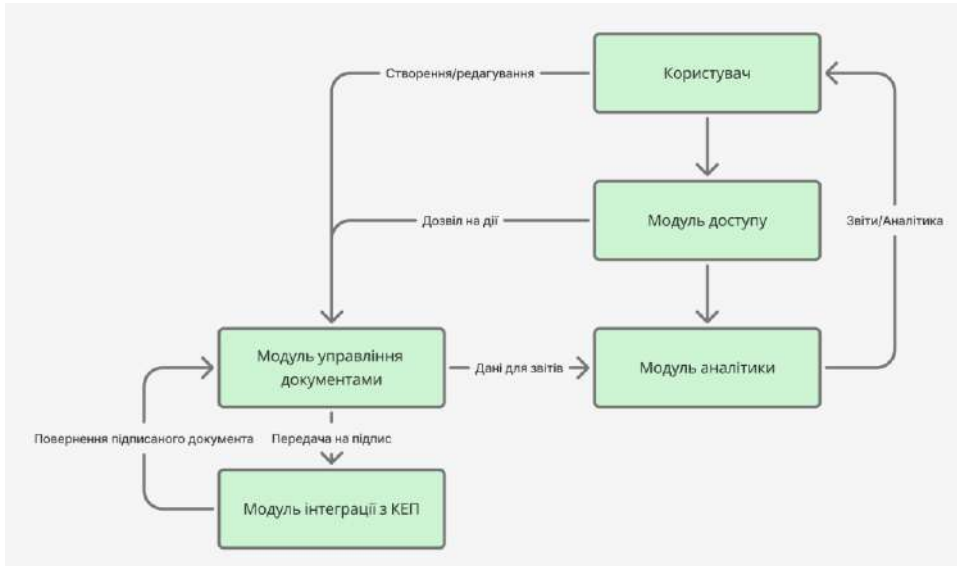 Створення/редагування
Користувач
Дозвіл на дії
Модуль доступу
Звіти/Аналітика
Модуль управління
документами
Дані для звітів
Модуль аналітики
Повернення підписаного документа
Передача на підпис
Модуль інтеграції з КЕП